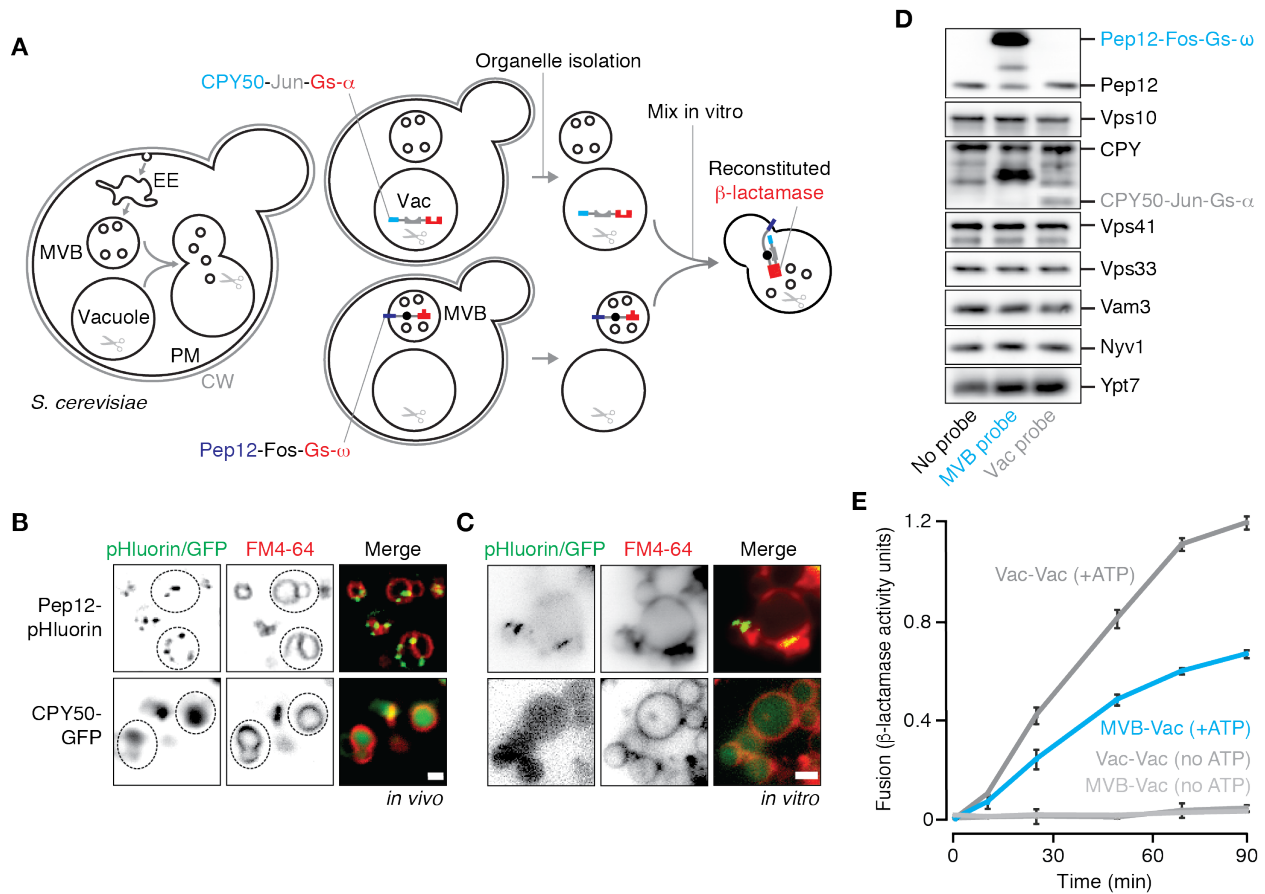 A
CPY50-Jun-Gs-α
Organelle isolation
Mix in vitro
EE
MVB
Vacuole
PM
CW
S. cerevisiae
Vac
MVB
Pep12-Fos-Gs-ω
Reconstituted
β-lactamase
B
pHluorin/GFP
FM4-64
Merge
Pep12-
pHluorin
CPY50-
GFP
in vivo
C
pHluorin/GFP
FM4-64
Merge
in vitro
D
Pep12-Fos-Gs-ω
Pep12
Vps10
CPY
CPY50-Jun-Gs-α
Vps41
Vps33
Vam3
Nyv1
Ypt7
No probe
MVB probe
Vac probe
E
Fusion (β-lactamase activity units)
1.2
0.8
0.4
0
Vac-Vac (+ATP)
MVB-Vac (+ATP)
Vac-Vac (no ATP)
MVB-Vac (no ATP)
0
30
60
90
Time (min)